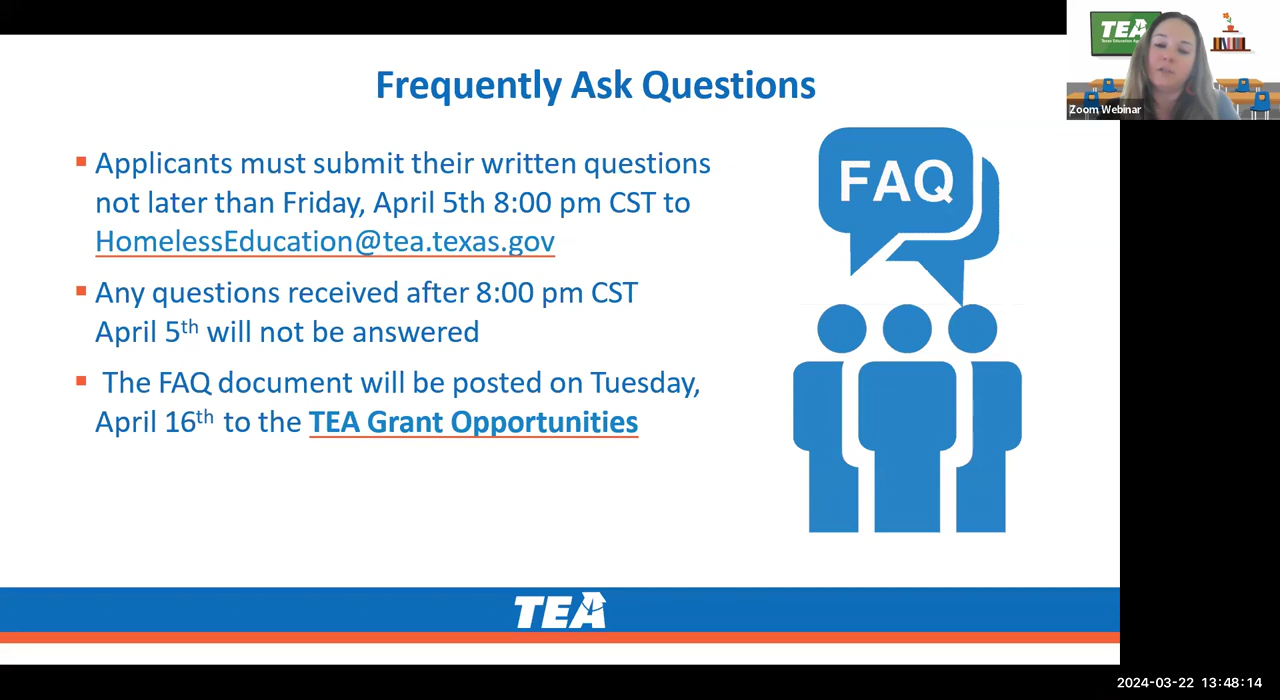 Frequently Ask Questions
Applicants must submit their written questions
not later than Friday, April 5th 8:00 pm CST to
HomelessEducation@tea.texas.gov
Any questions received after 8:00 pm CST
April 5th will not be answered
The FAQ document will be posted on Tuesday,
April 16th to the TEA Grant Opportunities
FAQ
TEA
TEA
Zoom Webinar
2024-03-22 13:48:14